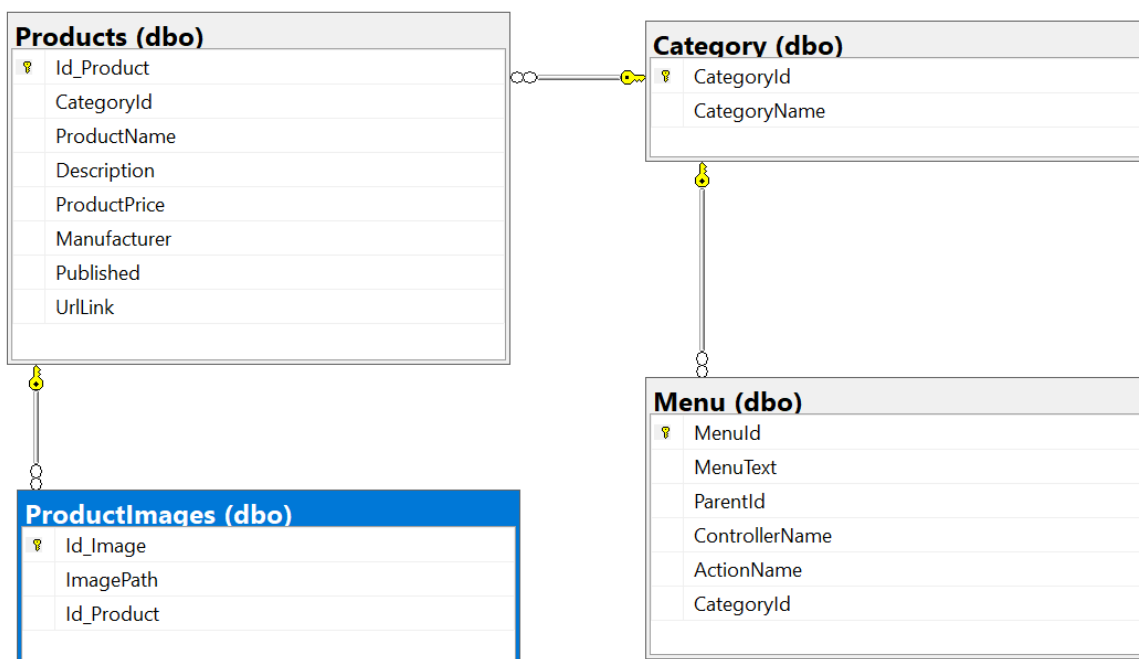 Products (dbo)
Id_Product
CategoryId
ProductName
Description
ProductPrice
Manufacturer
Published
UrlLink
Category (dbo)
CategoryId
CategoryName
ProductImages (dbo)
Id_Image
ImagePath
Id_Product
Menu (dbo)
MenuId
MenuText
ParentId
ControllerName
ActionName
CategoryId